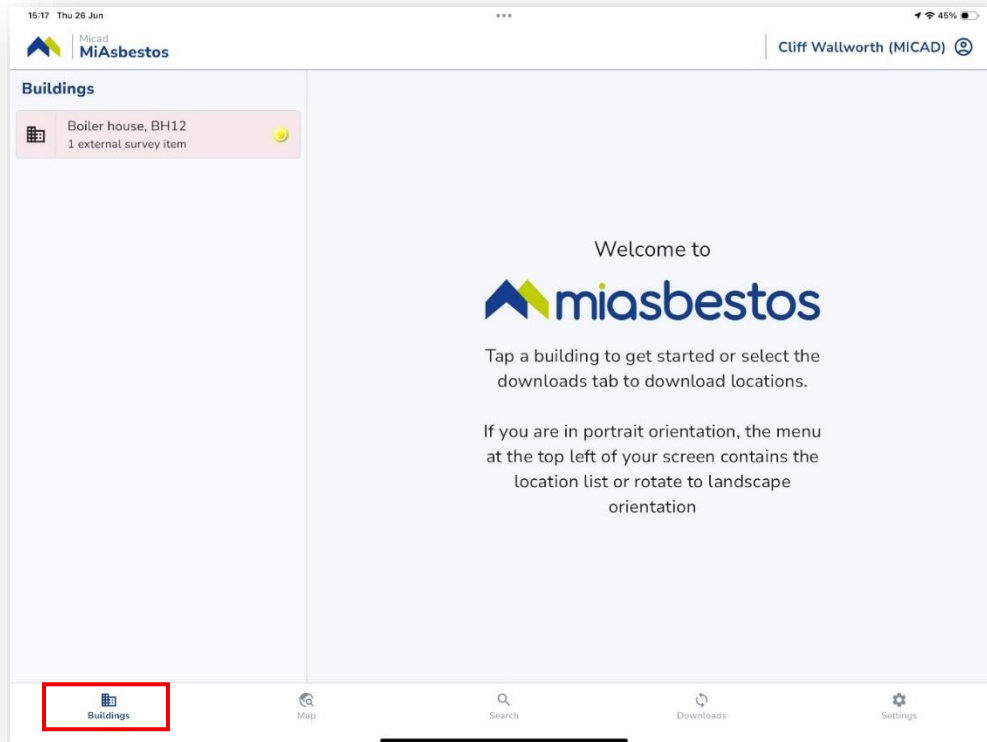 15:17 Thu 26 Jun
45%
Micad
MiAsbestos
Cliff Wallworth (MICAD)
Buildings
Boiler house, BH12
1 external survey item
Welcome to
miasbestos
Tap a building to get started or select the
downloads tab to download locations.
If you are in portrait orientation, the menu
at the top left of your screen contains the
location list or rotate to landscape
orientation
Buildings
Map
Search
Downloads
Settings